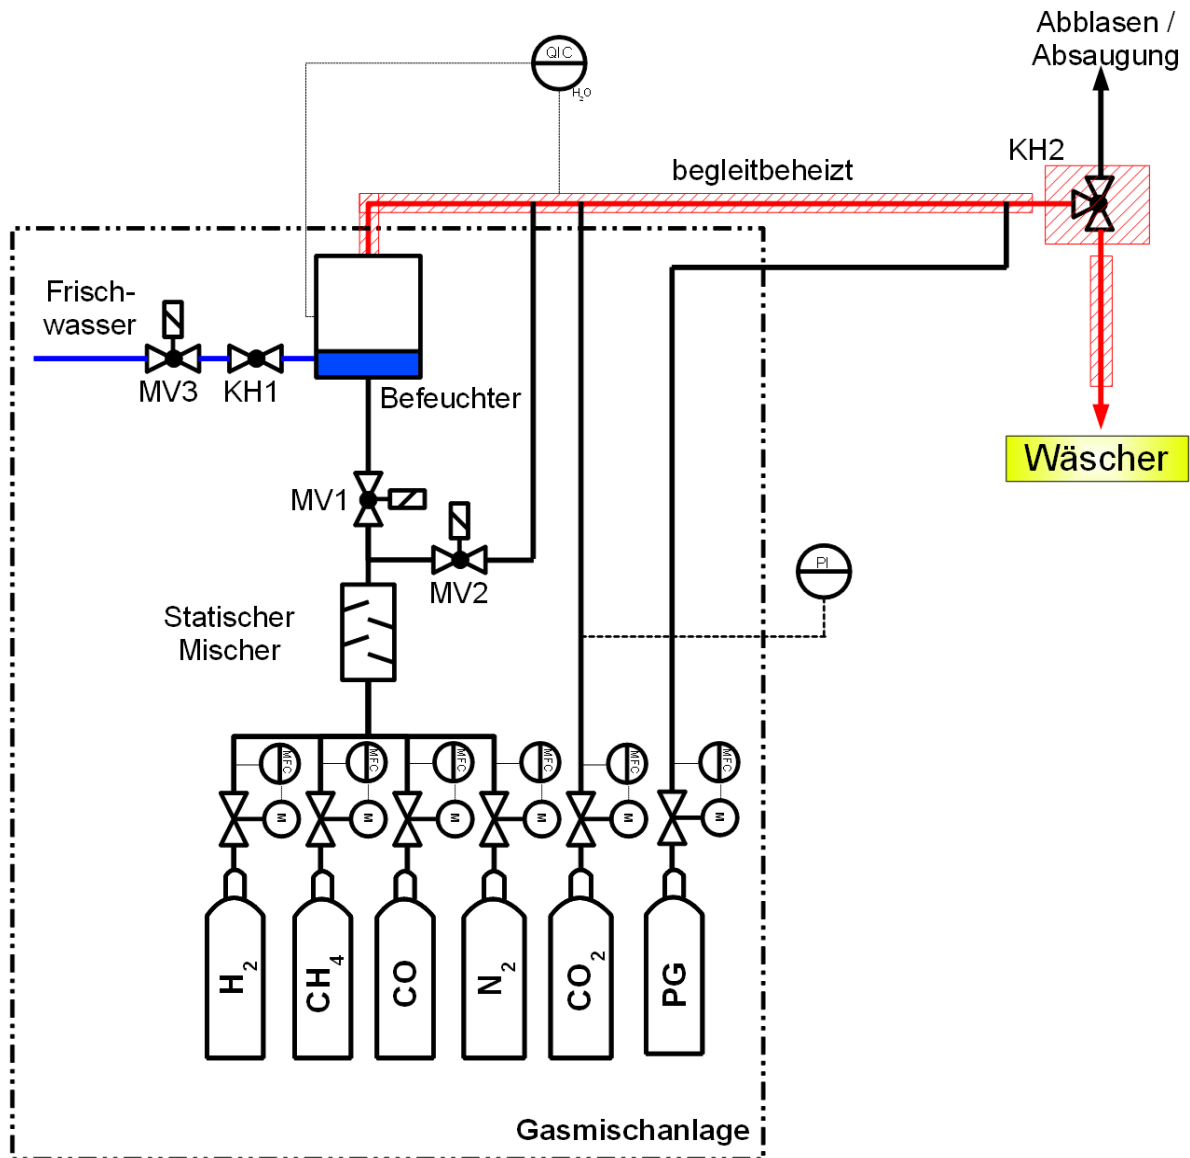 Abblasen /
Absaugung
QIC
H2O
KH2
begleitbeheizt
Frisch-
wasser
MV3
KH1
Befeuchter
Wäscher
MV1
MV2
PI
Statischer
Mischer
MFC
MFC
MFC
MFC
MFC
MFC
M
M
M
M
M
M
H2
CH4
CO
N2
CO2
PG
Gasmischanlage